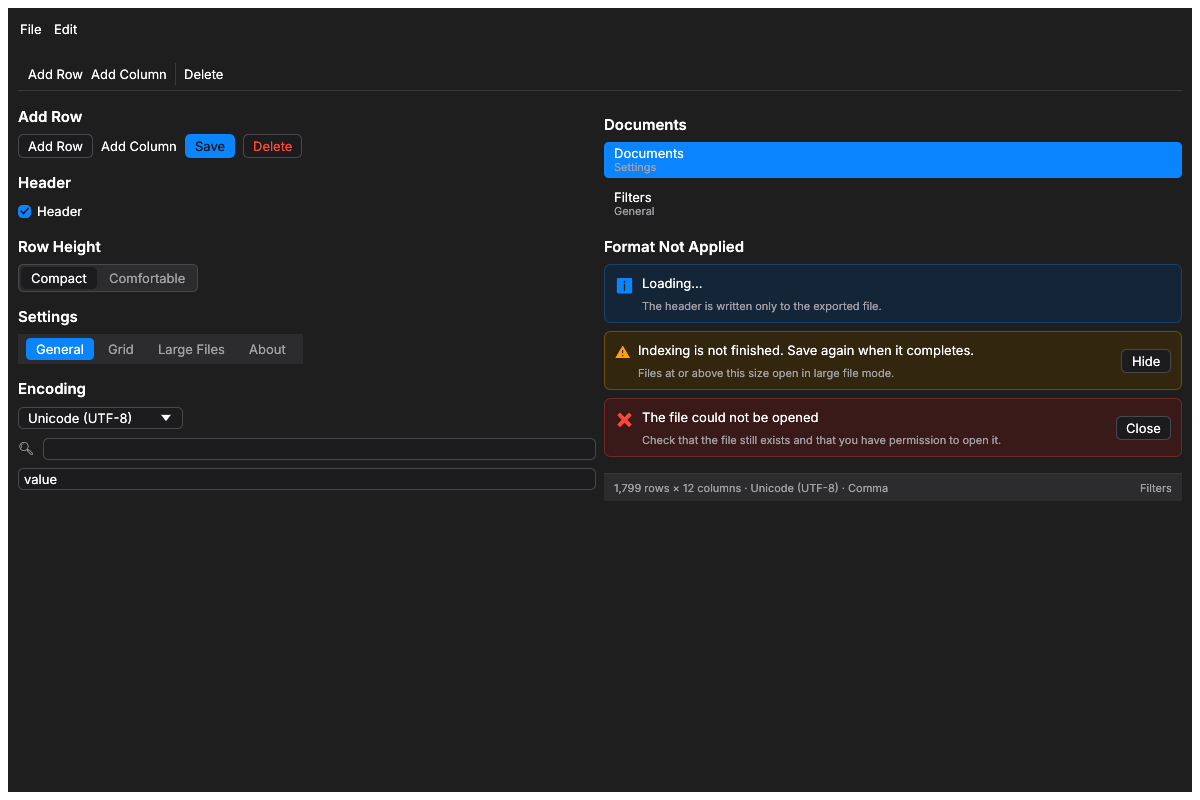 File Edit
Add Row Add Column Delete
Add Row
Add Row Add Column Save Delete
Header
Header
Row Height
Compact Comfortable
Settings
General Grid Large Files About
Encoding
Unicode (UTF-8)
value
Documents
Documents
Settings
Filters
General
Format Not Applied
Loading...
The header is written only to the exported file.
Indexing is not finished. Save again when it completes.
Files at or above this size open in large file mode.
Hide
The file could not be opened
Check that the file still exists and that you have permission to open it.
Close
1,799 rows × 12 columns · Unicode (UTF-8) · Comma Filters